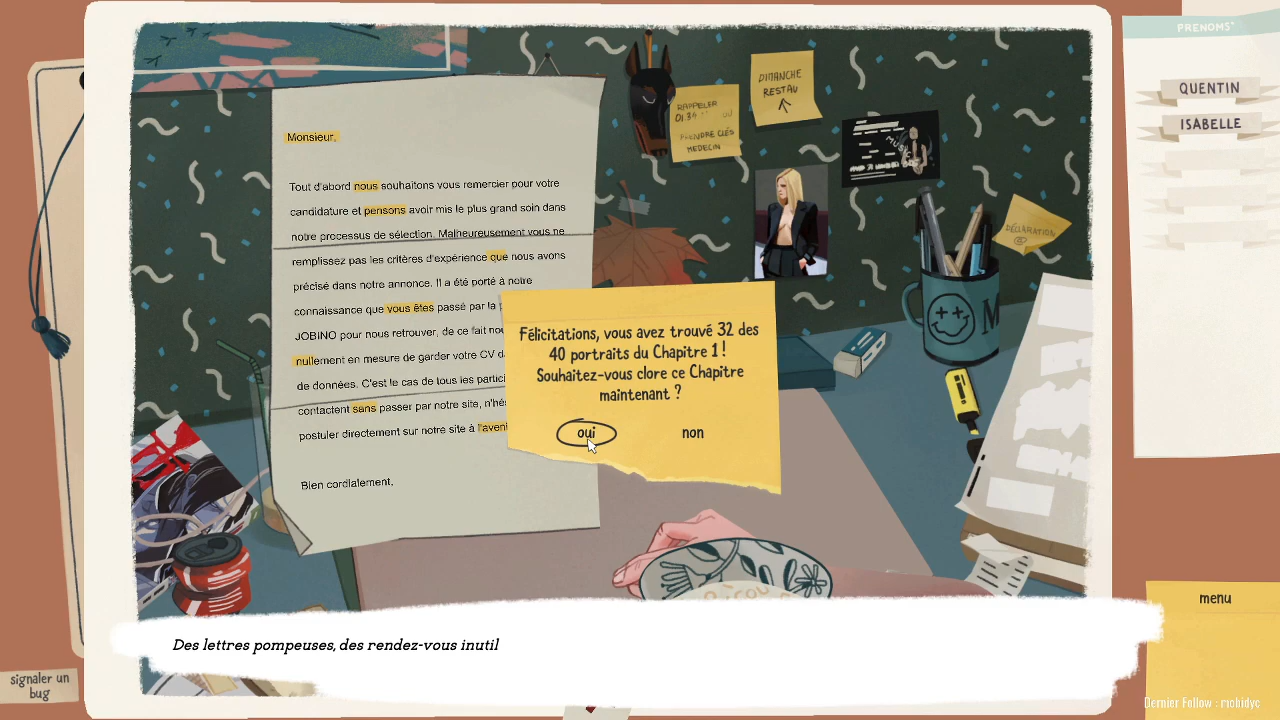 PRENOMS*
QUENTIN
ISABELLE
DIMANCHE
RESTAU
RAPPELER
01 34
PRENDRE CLÉS
MEDECIN
MUSIC
DÉCLARATION
@
M
Monsieur,
Tout d'abord nous souhaitons vous remercier pour votre
candidature et pensons avoir mis le plus grand soin dans
notre processus de sélection. Malheureusement vous ne
remplissez pas les critères d'expérience que nous avons
précisé dans notre annonce. Il a été porté à notre
connaissance que vous êtes passé par la
JOBINO pour nous retrouver, de ce fait
nullement en mesure de garder votre CV
de données. C'est le cas de tous les
contactent sans passer par notre site,
postuler directement sur notre site à
Bien cordialement,
Félicitations, vous avez trouvé 32 des
40 portraits du Chapitre 1 !
Souhaitez-vous clore ce Chapitre
maintenant ?
oui non
Des lettres pompeuses, des rendez-vous inutil
menu
signaler un
bug
Dernier Follow : mobidyc